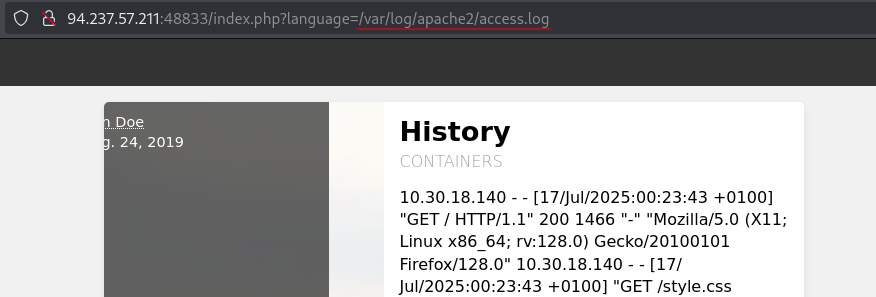 94.237.57.211:48833/index.php?language=/var/log/apache2/access.log
n Doe
g. 24, 2019
History
CONTAINERS
10.30.18.140 - - [17/Jul/2025:00:23:43 +0100]
"GET / HTTP/1.1" 200 1466 "-" "Mozilla/5.0 (X11;
Linux x86_64; rv:128.0) Gecko/20100101
Firefox/128.0" 10.30.18.140 - - [17/
Jul/2025:00:23:43 +0100] "GET /style.css